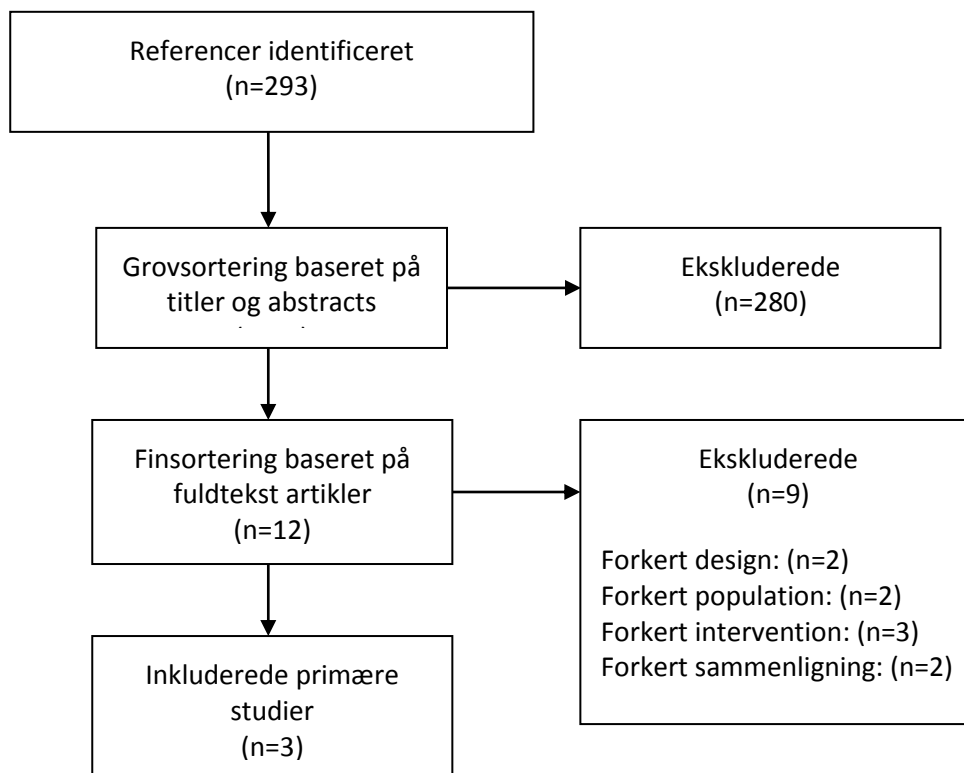 Referencer identificeret
(n=293)
Grovsortering baseret på
titler og abstracts
Ekskluderede
(n=280)
Finsortering baseret på
fuldtekst artikler
(n=12)
Ekskluderede
(n=9)
Forkert design: (n=2)
Forkert population: (n=2)
Forkert intervention: (n=3)
Forkert sammenligning: (n=2)
Inkluderede primære
studier
(n=3)